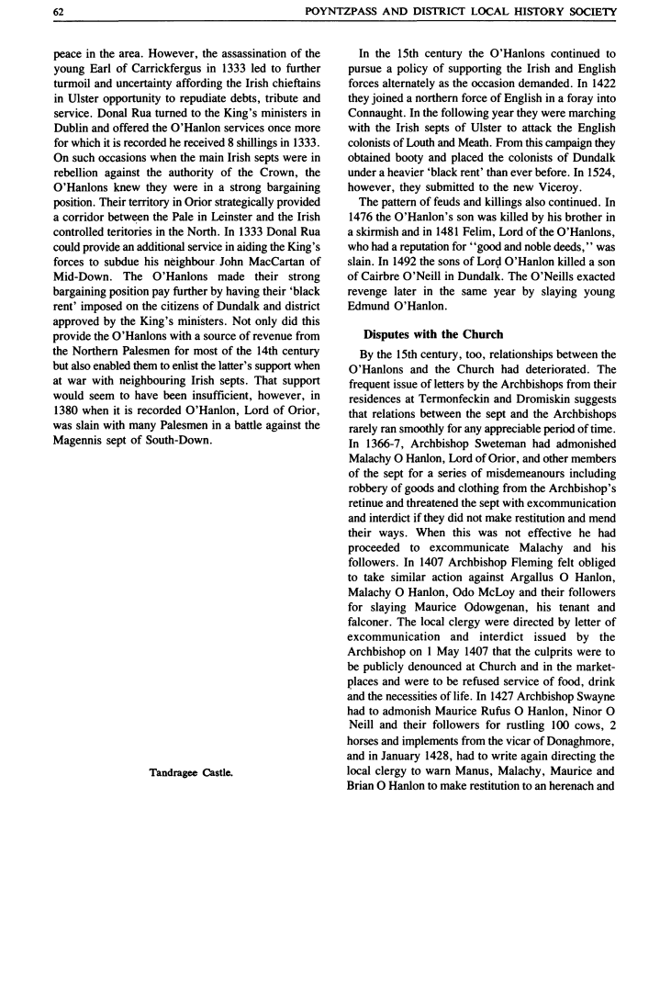 62
POYNTZPASS AND DISTRICT LOCAL HISTORY SOCIETY
peace in the area. However, the assassination of the
young Earl of Carrickfergus in 1333 led to further
turmoil and uncertainty affording the Irish chieftains
in Ulster opportunity to repudiate debts, tribute and
service. Donal Rua turned to the King's ministers in
Dublin and offered the O'Hanlon services once more
for which it is recorded he received 8 shillings in 1333.
On such occasions when the main Irish septs were in
rebellion against the authority of the Crown, the
O'Hanlons knew they were in a strong bargaining
position. Their territory in Orior strategically provided
a corridor between the Pale in Leinster and the Irish
controlled teritories in the North. In 1333 Donal Rua
could provide an additional service in aiding the King's
forces to subdue his neighbour John MacCartan of
Mid-Down. The O'Hanlons made their strong
bargaining position pay further by having their 'black
rent' imposed on the citizens of Dundalk and district
approved by the King's ministers. Not only did this
provide the O'Hanlons with a source of revenue from
the Northern Palesmen for most of the 14th century
but also enabled them to enlist the latter's support when
at war with neighbouring Irish septs. That support
would seem to have been insufficient, however, in
1380 when it is recorded O'Hanlon, Lord of Orior,
was slain with many Palesmen in a battle against the
Magennis sept of South-Down.
Tandragee Castle.
In the 15th century the O'Hanlons continued to
pursue a policy of supporting the Irish and English
forces alternately as the occasion demanded. In 1422
they joined a northern force of English in a foray into
Connaught. In the following year they were marching
with the Irish septs of Ulster to attack the English
colonists of Louth and Meath. From this campaign they
obtained booty and placed the colonists of Dundalk
under a heavier 'black rent' than ever before. In 1524,
however, they submitted to the new Viceroy.
The pattern of feuds and killings also continued. In
1476 the O'Hanlon's son was killed by his brother in
a skirmish and in 1481 Felim, Lord of the O'Hanlons,
who had a reputation for "good and noble deeds," was
slain. In 1492 the sons of Lord O'Hanlon killed a son
of Cairbre O'Neill in Dundalk. The O'Neills exacted
revenge later in the same year by slaying young
Edmund O'Hanlon.
Disputes with the Church
By the 15th century, too, relationships between the
O'Hanlons and the Church had deteriorated. The
frequent issue of letters by the Archbishops from their
residences at Termonfeckin and Dromiskin suggests
that relations between the sept and the Archbishops
rarely ran smoothly for any appreciable period of time.
In 1366-7, Archbishop Sweteman had admonished
Malachy O Hanlon, Lord of Orior, and other members
of the sept for a series of misdemeanours including
robbery of goods and clothing from the Archbishop's
retinue and threatened the sept with excommunication
and interdict if they did not make restitution and mend
their ways. When this was not effective he had
proceeded to excommunicate Malachy and his
followers. In 1407 Archbishop Fleming felt obliged
to take similar action against Argallus O Hanlon,
Malachy O Hanlon, Odo McLoy and their followers
for slaying Maurice Odowgenan, his tenant and
falconer. The local clergy were directed by letter of
excommunication and interdict issued by the
Archbishop on 1 May 1407 that the culprits were to
be publicly denounced at Church and in the market-
places and were to be refused service of food, drink
and the necessities of life. In 1427 Archbishop Swayne
had to admonish Maurice Rufus O Hanlon, Ninor O
Neill and their followers for rustling 100 cows, 2
horses and implements from the vicar of Donaghmore,
and in January 1428, had to write again directing the
local clergy to warn Manus, Malachy, Maurice and
Brian O Hanlon to make restitution to an herenach and